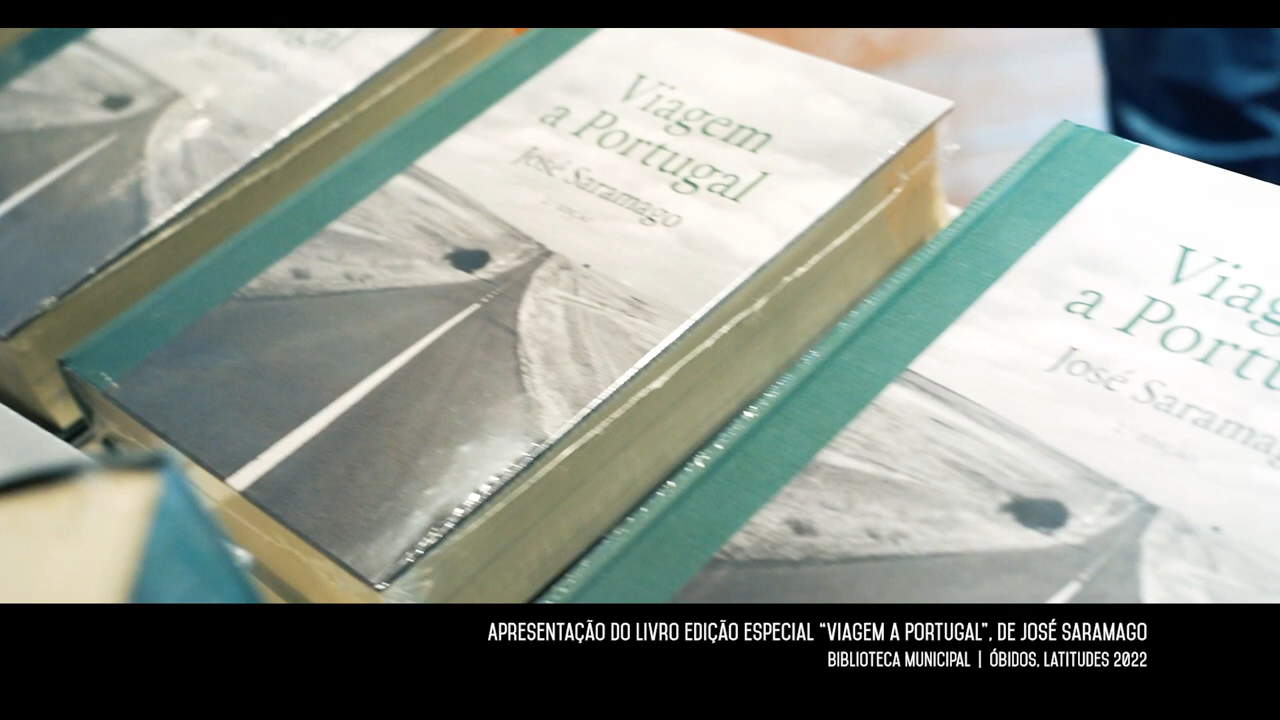 Viagem
a Portugal
José Saramago
Viag
a Portu
José Saramag
APRESENTAÇÃO DO LIVRO EDIÇÃO ESPECIAL “VIAGEM A PORTUGAL”, DE JOSÉ SARAMAGO
BIBLIOTECA MUNICIPAL | ÓBIDOS, LATITUDES 2022